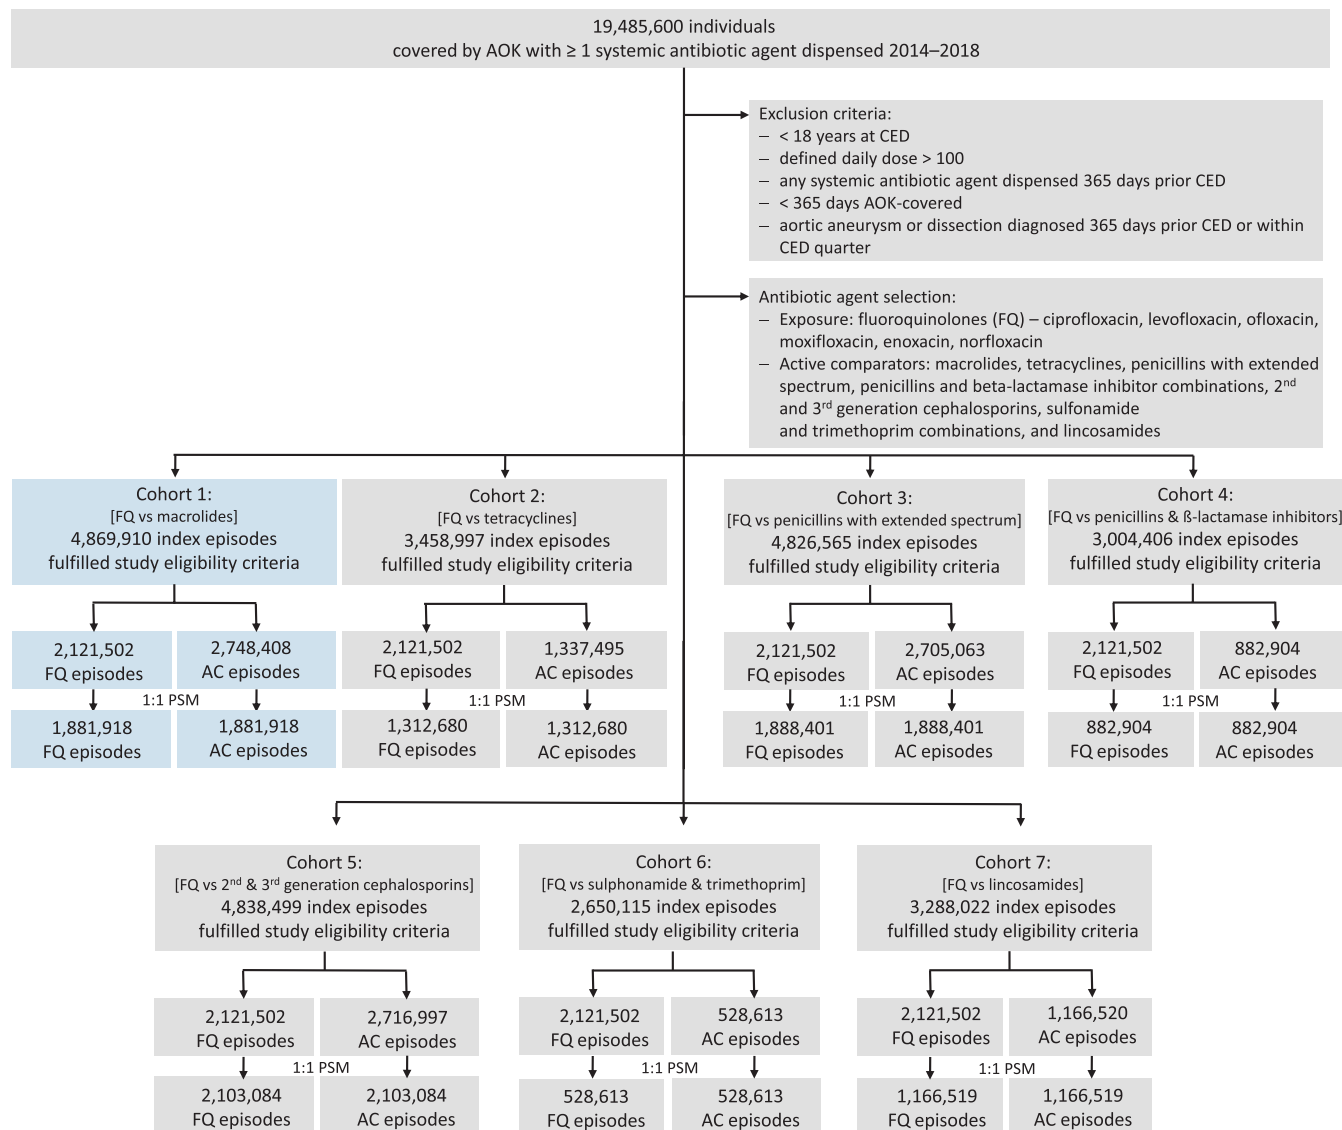 19,485,600 individuals
covered by AOK with ≥ 1 systemic antibiotic agent dispensed 2014–2018
Exclusion criteria:
– < 18 years at CED
– defined daily dose > 100
– any systemic antibiotic agent dispensed 365 days prior CED
– < 365 days AOK-covered
– aortic aneurysm or dissection diagnosed 365 days prior CED or within
CED quarter
Antibiotic agent selection:
– Exposure: fluoroquinolones (FQ) – ciprofloxacin, levofloxacin, ofloxacin,
moxifloxacin, enoxacin, norfloxacin
– Active comparators: macrolides, tetracyclines, penicillins with extended
spectrum, penicillins and beta-lactamase inhibitor combinations, 2nd
and 3rd generation cephalosporins, sulfonamide
and trimethoprim combinations, and lincosamides
Cohort 1:
[FQ vs macrolides]
4,869,910 index episodes
fulfilled study eligibility criteria
2,121,502
FQ episodes
2,748,408
AC episodes
1:1 PSM
1,881,918
FQ episodes
1,881,918
AC episodes
Cohort 2:
[FQ vs tetracyclines]
3,458,997 index episodes
fulfilled study eligibility criteria
2,121,502
FQ episodes
1,337,495
AC episodes
1:1 PSM
1,312,680
FQ episodes
1,312,680
AC episodes
Cohort 3:
[FQ vs penicillins with extended spectrum]
4,826,565 index episodes
fulfilled study eligibility criteria
2,121,502
FQ episodes
2,705,063
AC episodes
1:1 PSM
1,888,401
FQ episodes
1,888,401
AC episodes
Cohort 4:
[FQ vs penicillins & ß-lactamase inhibitors]
3,004,406 index episodes
fulfilled study eligibility criteria
2,121,502
FQ episodes
882,904
AC episodes
1:1 PSM
882,904
FQ episodes
882,904
AC episodes
Cohort 5:
[FQ vs 2nd & 3rd generation cephalosporins]
4,838,499 index episodes
fulfilled study eligibility criteria
2,121,502
FQ episodes
2,716,997
AC episodes
1:1 PSM
2,103,084
FQ episodes
2,103,084
AC episodes
Cohort 6:
[FQ vs sulphonamide & trimethoprim]
2,650,115 index episodes
fulfilled study eligibility criteria
2,121,502
FQ episodes
528,613
AC episodes
1:1 PSM
528,613
FQ episodes
528,613
AC episodes
Cohort 7:
[FQ vs lincosamides]
3,288,022 index episodes
fulfilled study eligibility criteria
2,121,502
FQ episodes
1,166,520
AC episodes
1:1 PSM
1,166,519
FQ episodes
1,166,519
AC episodes